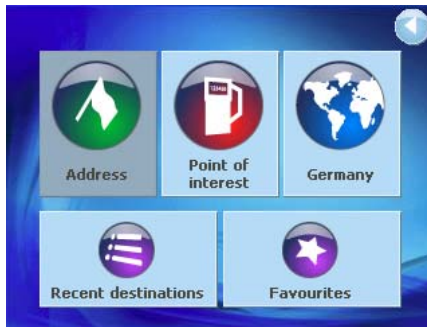 Address
Point of
interest
Germany
Recent destinations
Favourites